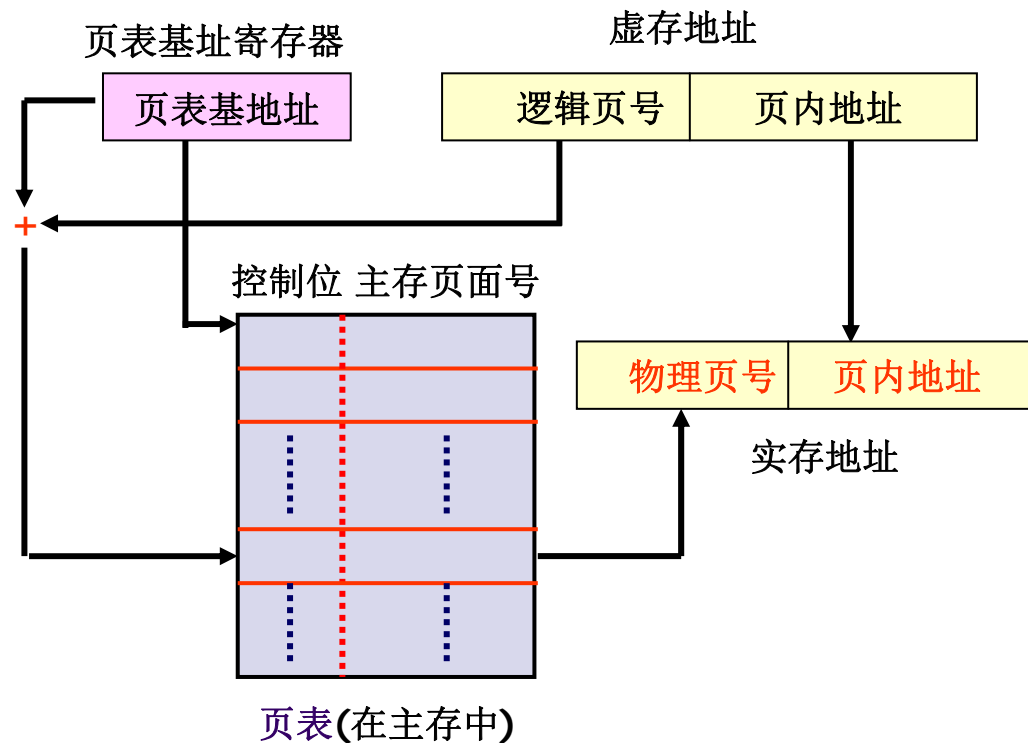 页表基址寄存器
虚存地址
页表基地址
逻辑页号
页内地址
+
控制位 主存页面号
物理页号
页内地址
实存地址
页表(在主存中)